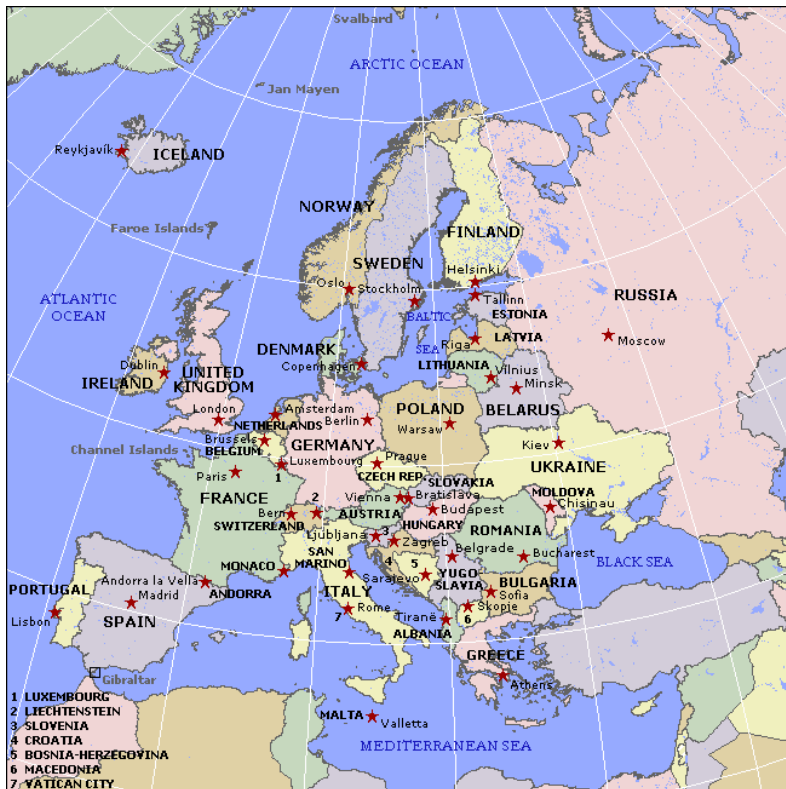 Svalbard
ARCTIC OCEAN
Jan Mayen
Reykjavík
ICELAND
NORWAY
Faroe Islands
FINLAND
SWEDEN
Helsinki
Oslo
Stockholm
Tallinn
RUSSIA
ATLANTIC
OCEAN
ESTONIA
BALTIC
SEA
Riga
LATVIA
Moscow
DENMARK
Copenhagen
LITHUANIA
Vilnius
Dublin
UNITED
KINGDOM
IRELAND
Minsk
BELARUS
London
Amsterdam
NETHERLANDS
Berlin
POLAND
Warsaw
Brussels
BELGIUM
GERMANY
Kiev
Channel Islands
Luxembourg
1
Prague
UKRAINE
Paris
CZECH REP.
SLOVAKIA
FRANCE
Vienna
Bratislava
MOLDOVA
Chisinau
2
Bern
AUSTRIA
Budapest
SWITZERLAND
HUNGARY
ROMANIA
Ljubljana
3
Zagreb
SAN
MARINO
4
5
Belgrade
Bucharest
BLACK SEA
MONACO
Sarajevo
YUGO
SLAVIA
Andorra la Vella
ANDORRA
PORTUGAL
Madrid
ITALY
BULGARIA
Sofia
Lisbon
SPAIN
7
Rome
Skopje
6
Tiranë
ALBANIA
GREECE
Gibraltar
Athens
MALTA
Valletta
MEDITERRANEAN SEA
1 LUXEMBOURG
2 LIECHTENSTEIN
3 SLOVENIA
4 CROATIA
5 BOSNIA-HERZEGOVINA
6 MACEDONIA
7 VATICAN CITY